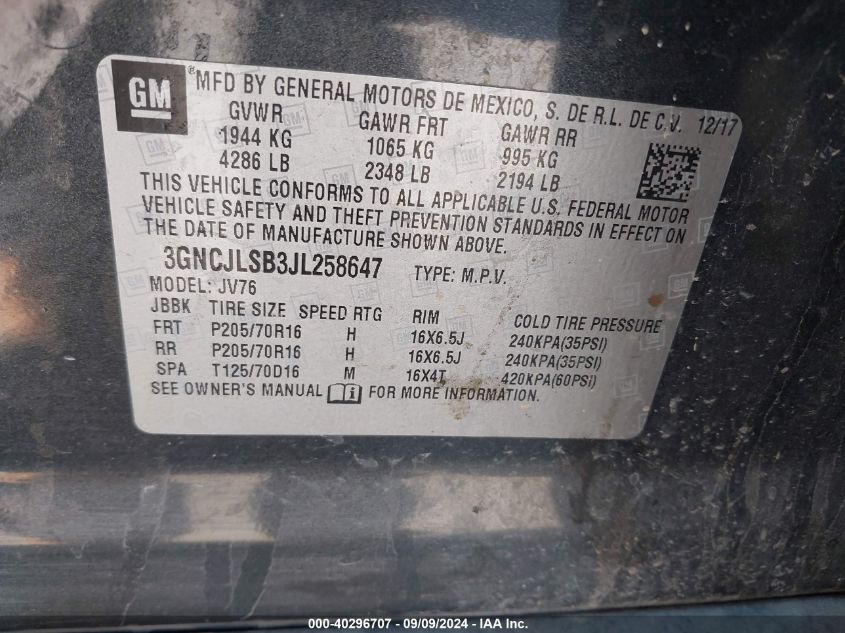 GM ® MFD BY GENERAL MOTORS DE MEXICO, S. DE R.L. DE C.V. 12/17
GVWR GAWR FRT GAWR RR
1944 KG 1065 KG 995 KG
4286 LB 2348 LB 2194 LB
THIS VEHICLE CONFORMS TO ALL APPLICABLE U.S. FEDERAL MOTOR
VEHICLE SAFETY AND THEFT PREVENTION STANDARDS IN EFFECT ON
THE DATE OF MANUFACTURE SHOWN ABOVE.
3GNCJLSB3JL258647 TYPE: M.P.V.
MODEL: JV76
JBBK TIRE SIZE SPEED RTG RIM COLD TIRE PRESSURE
FRT P205/70R16 H 16X6.5J 240KPA(35PSI)
RR P205/70R16 H 16X6.5J 240KPA(35PSI)
SPA T125/70D16 M 16X4T 420KPA(60PSI)
SEE OWNER'S MANUAL i FOR MORE INFORMATION.
000-40296707 - 09/09/2024 - IAA Inc.